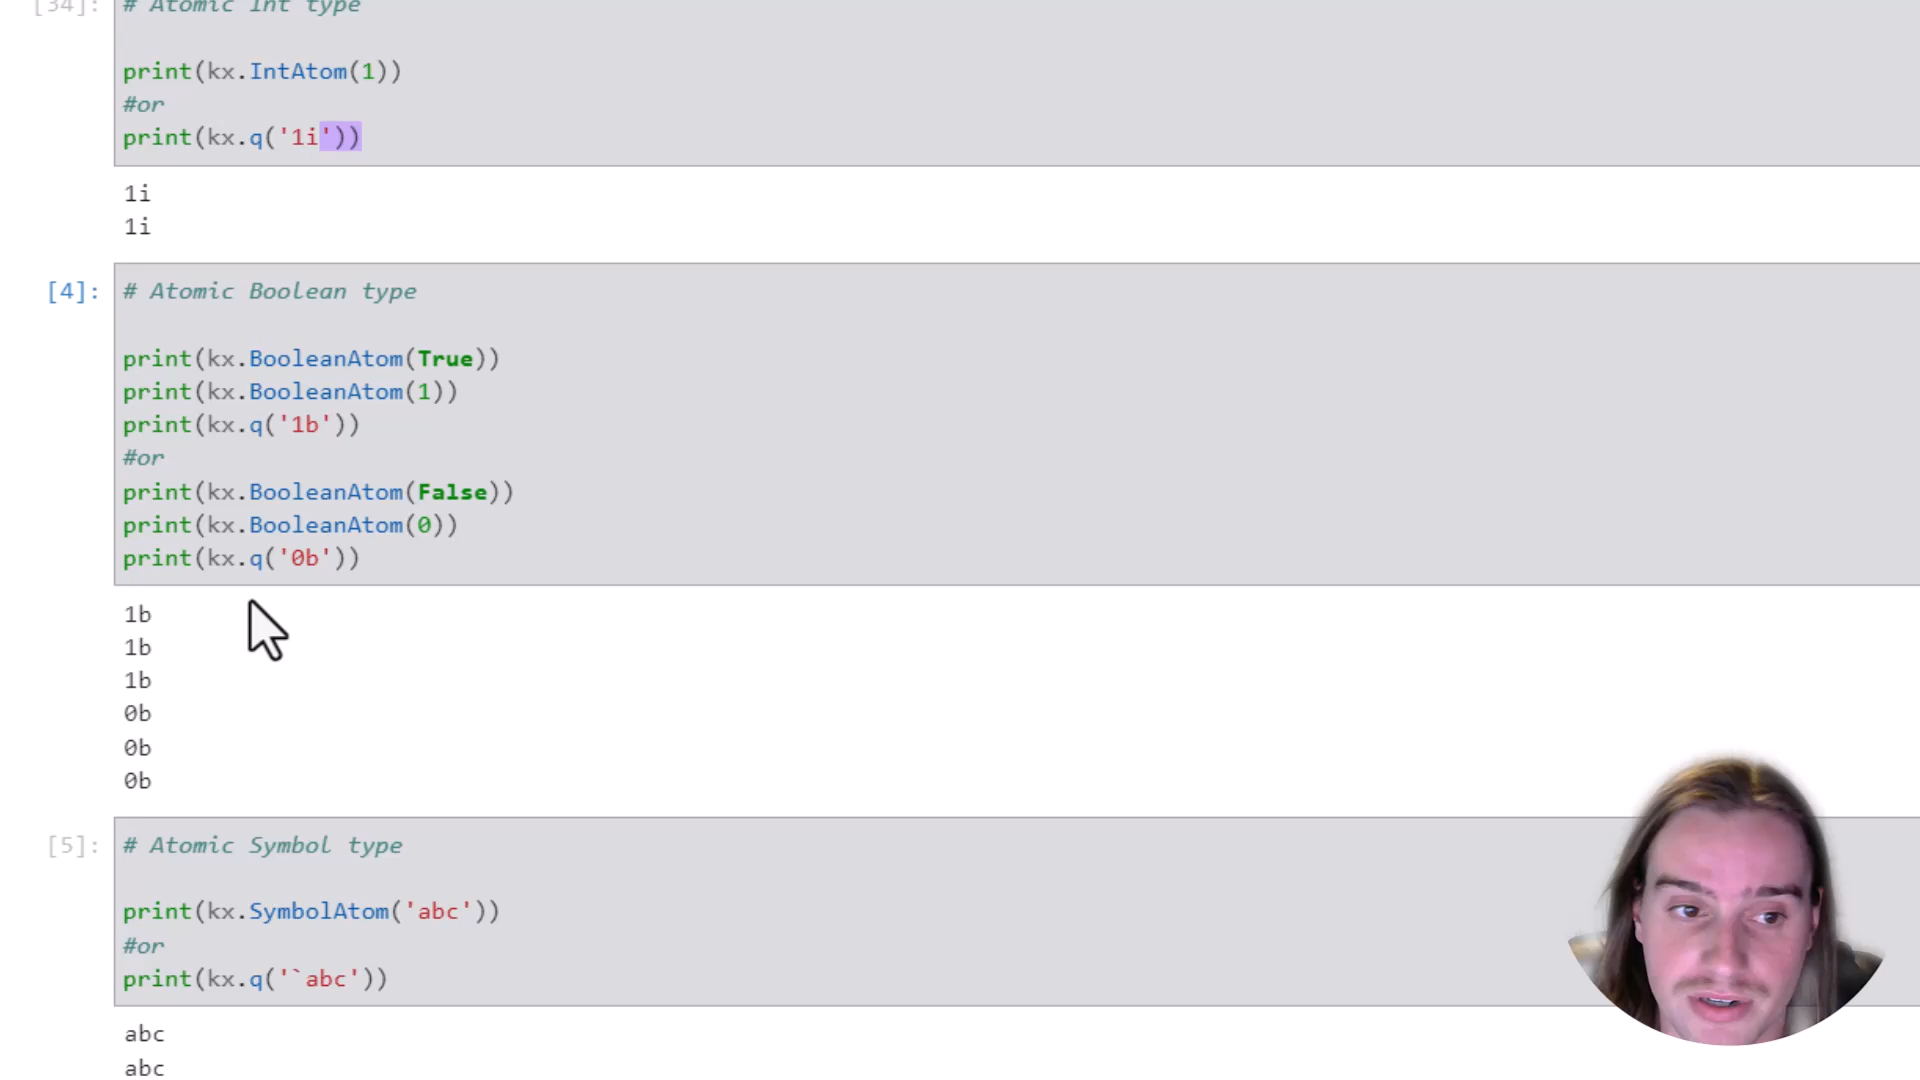 [34]: # Atomic Int type
print(kx.IntAtom(1))
#or
print(kx.q('1i'))
1i
1i
[4]: # Atomic Boolean type
print(kx.BooleanAtom(True))
print(kx.BooleanAtom(1))
print(kx.q('1b'))
#or
print(kx.BooleanAtom(False))
print(kx.BooleanAtom(0))
print(kx.q('0b'))
1b
1b
1b
0b
0b
0b
[5]: # Atomic Symbol type
print(kx.SymbolAtom('abc'))
#or
print(kx.q('`abc'))
abc
abc